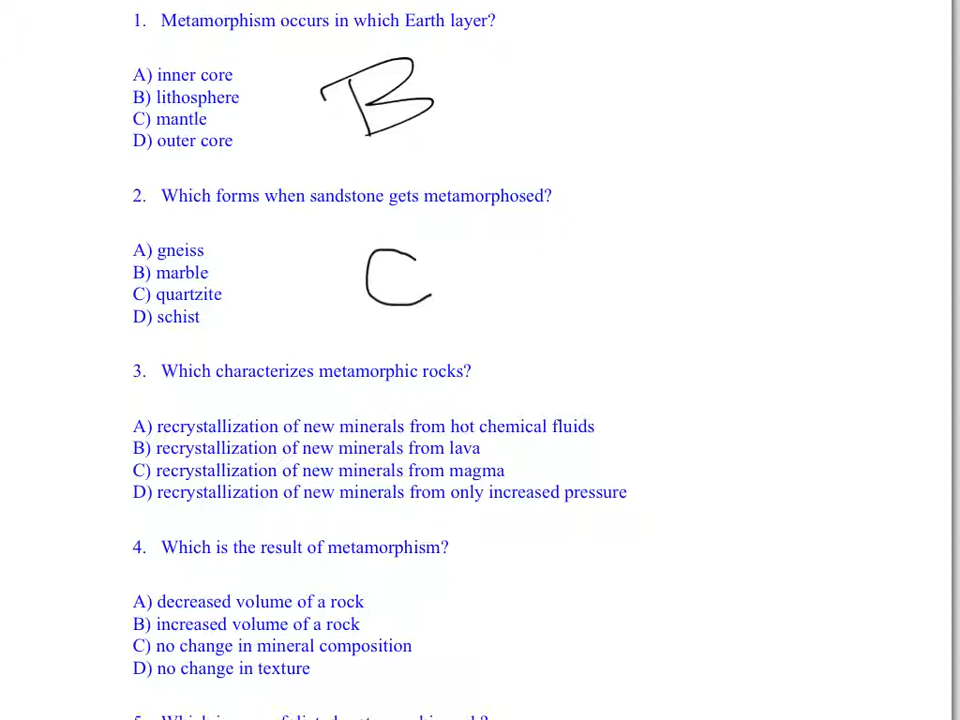 1. Metamorphism occurs in which Earth layer?
A) inner core
B) lithosphere
C) mantle
D) outer core
B
2. Which forms when sandstone gets metamorphosed?
A) gneiss
B) marble
C) quartzite
D) schist
C
3. Which characterizes metamorphic rocks?
A) recrystallization of new minerals from hot chemical fluids
B) recrystallization of new minerals from lava
C) recrystallization of new minerals from magma
D) recrystallization of new minerals from only increased pressure
4. Which is the result of metamorphism?
A) decreased volume of a rock
B) increased volume of a rock
C) no change in mineral composition
D) no change in texture